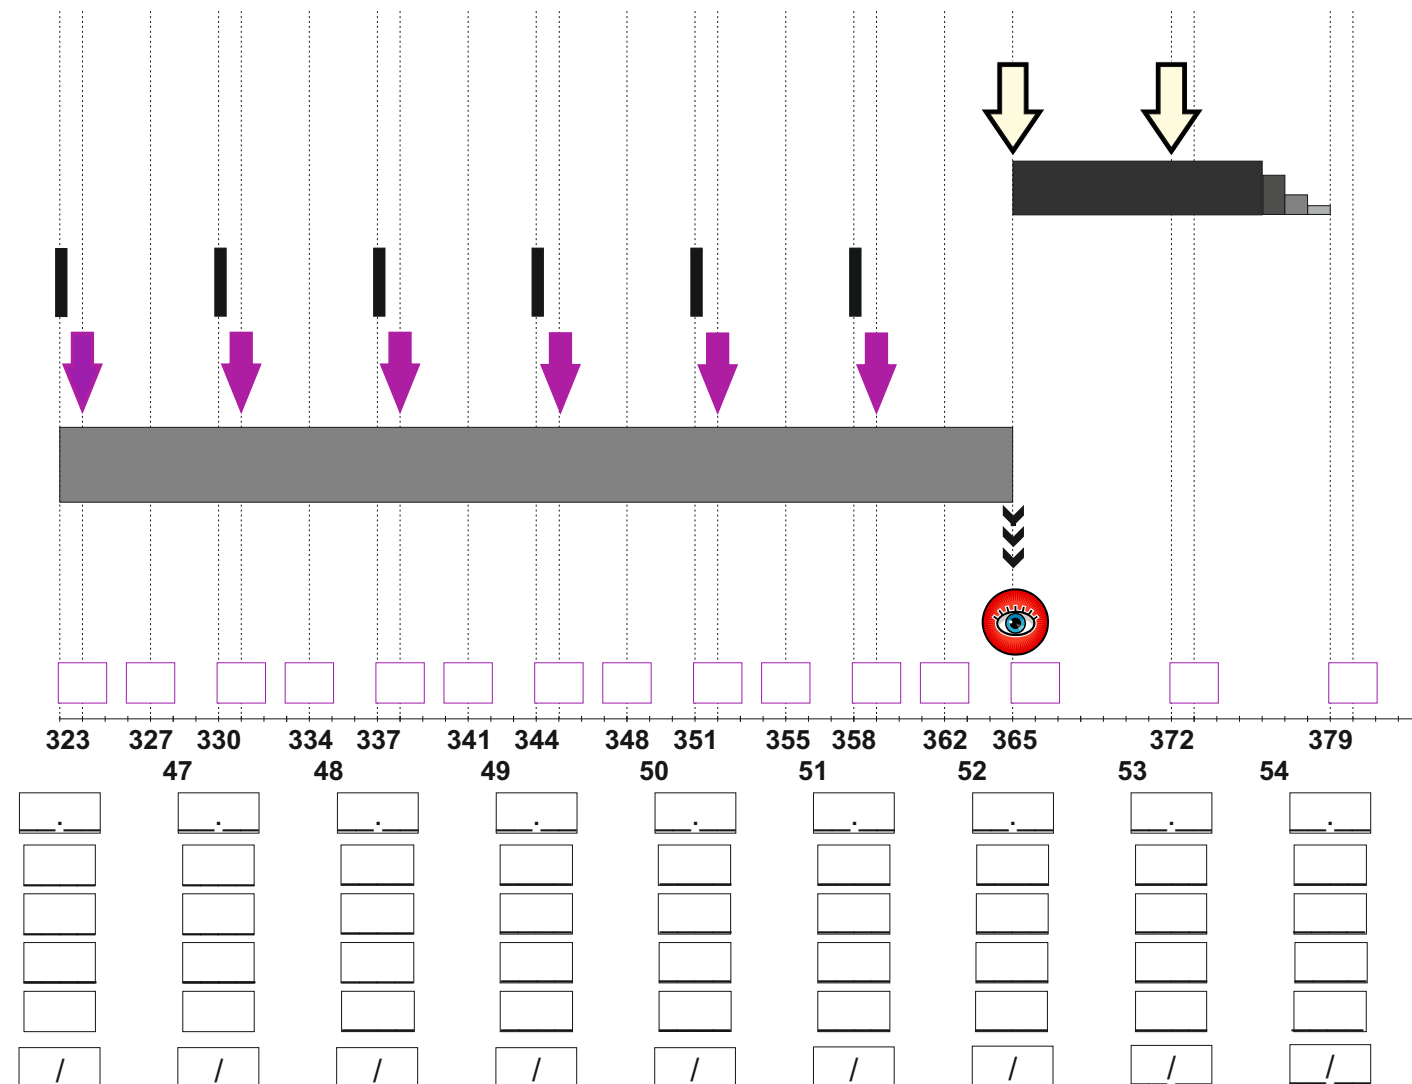 323 327 330 334 337 341 344 348 351 355 358 362 365 372 379
47 48 49 50 51 52 53 54
. . . . . . . . .
/ / / / / / / / /